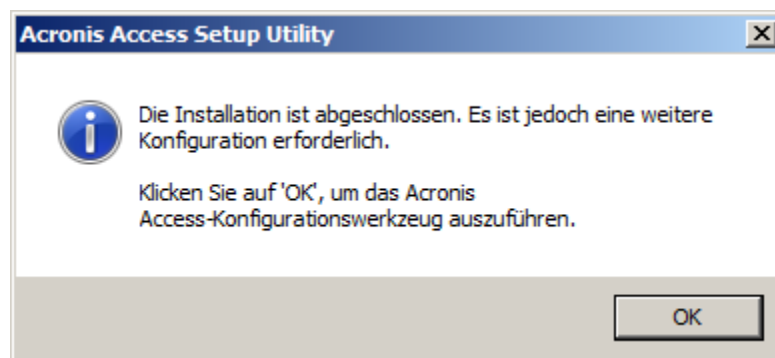 Acronis Access Setup Utility
Die Installation ist abgeschlossen. Es ist jedoch eine weitere
Konfiguration erforderlich.
Klicken Sie auf 'OK', um das Acronis
Access-Konfigurationswerkzeug auszuführen.
OK